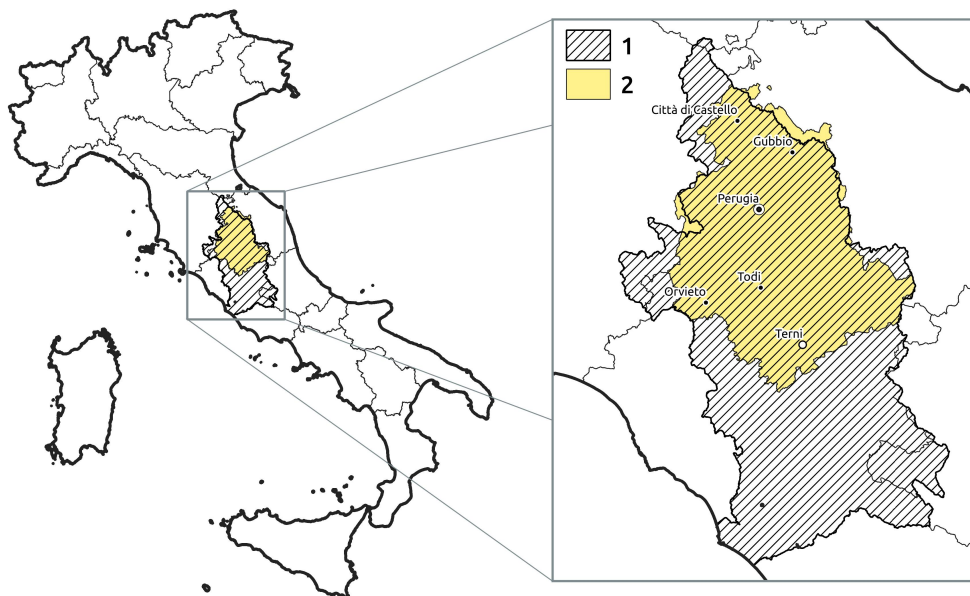 1
2
Città di Castello
Gubbio
Perugia
Todi
Orvieto
Terni